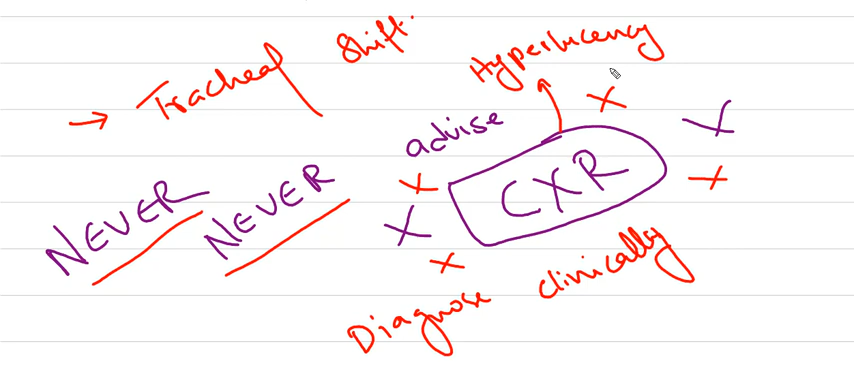 → Tracheal Shift.
Hyperlucency
NEVER NEVER advise CXR
Diagnose clinically